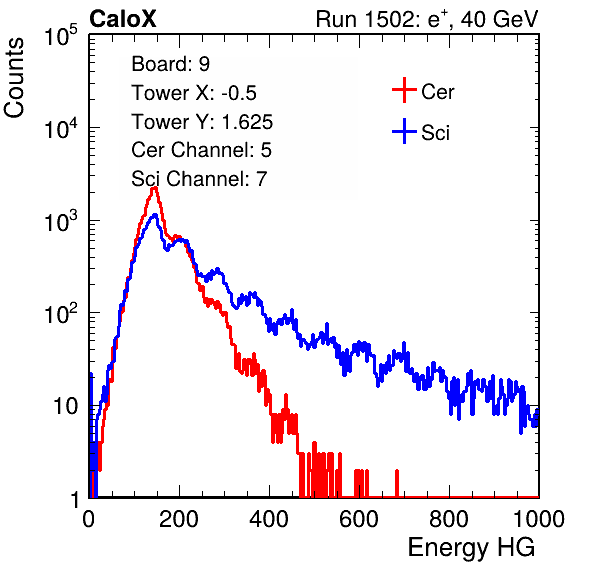 CaloX Run 1502: e⁺, 40 GeV
Counts
10⁵
10⁴
10³
10²
10
1
Board: 9
Tower X: -0.5
Tower Y: 1.625
Cer Channel: 5
Sci Channel: 7
Cer
Sci
0 200 400 600 800 1000
Energy HG